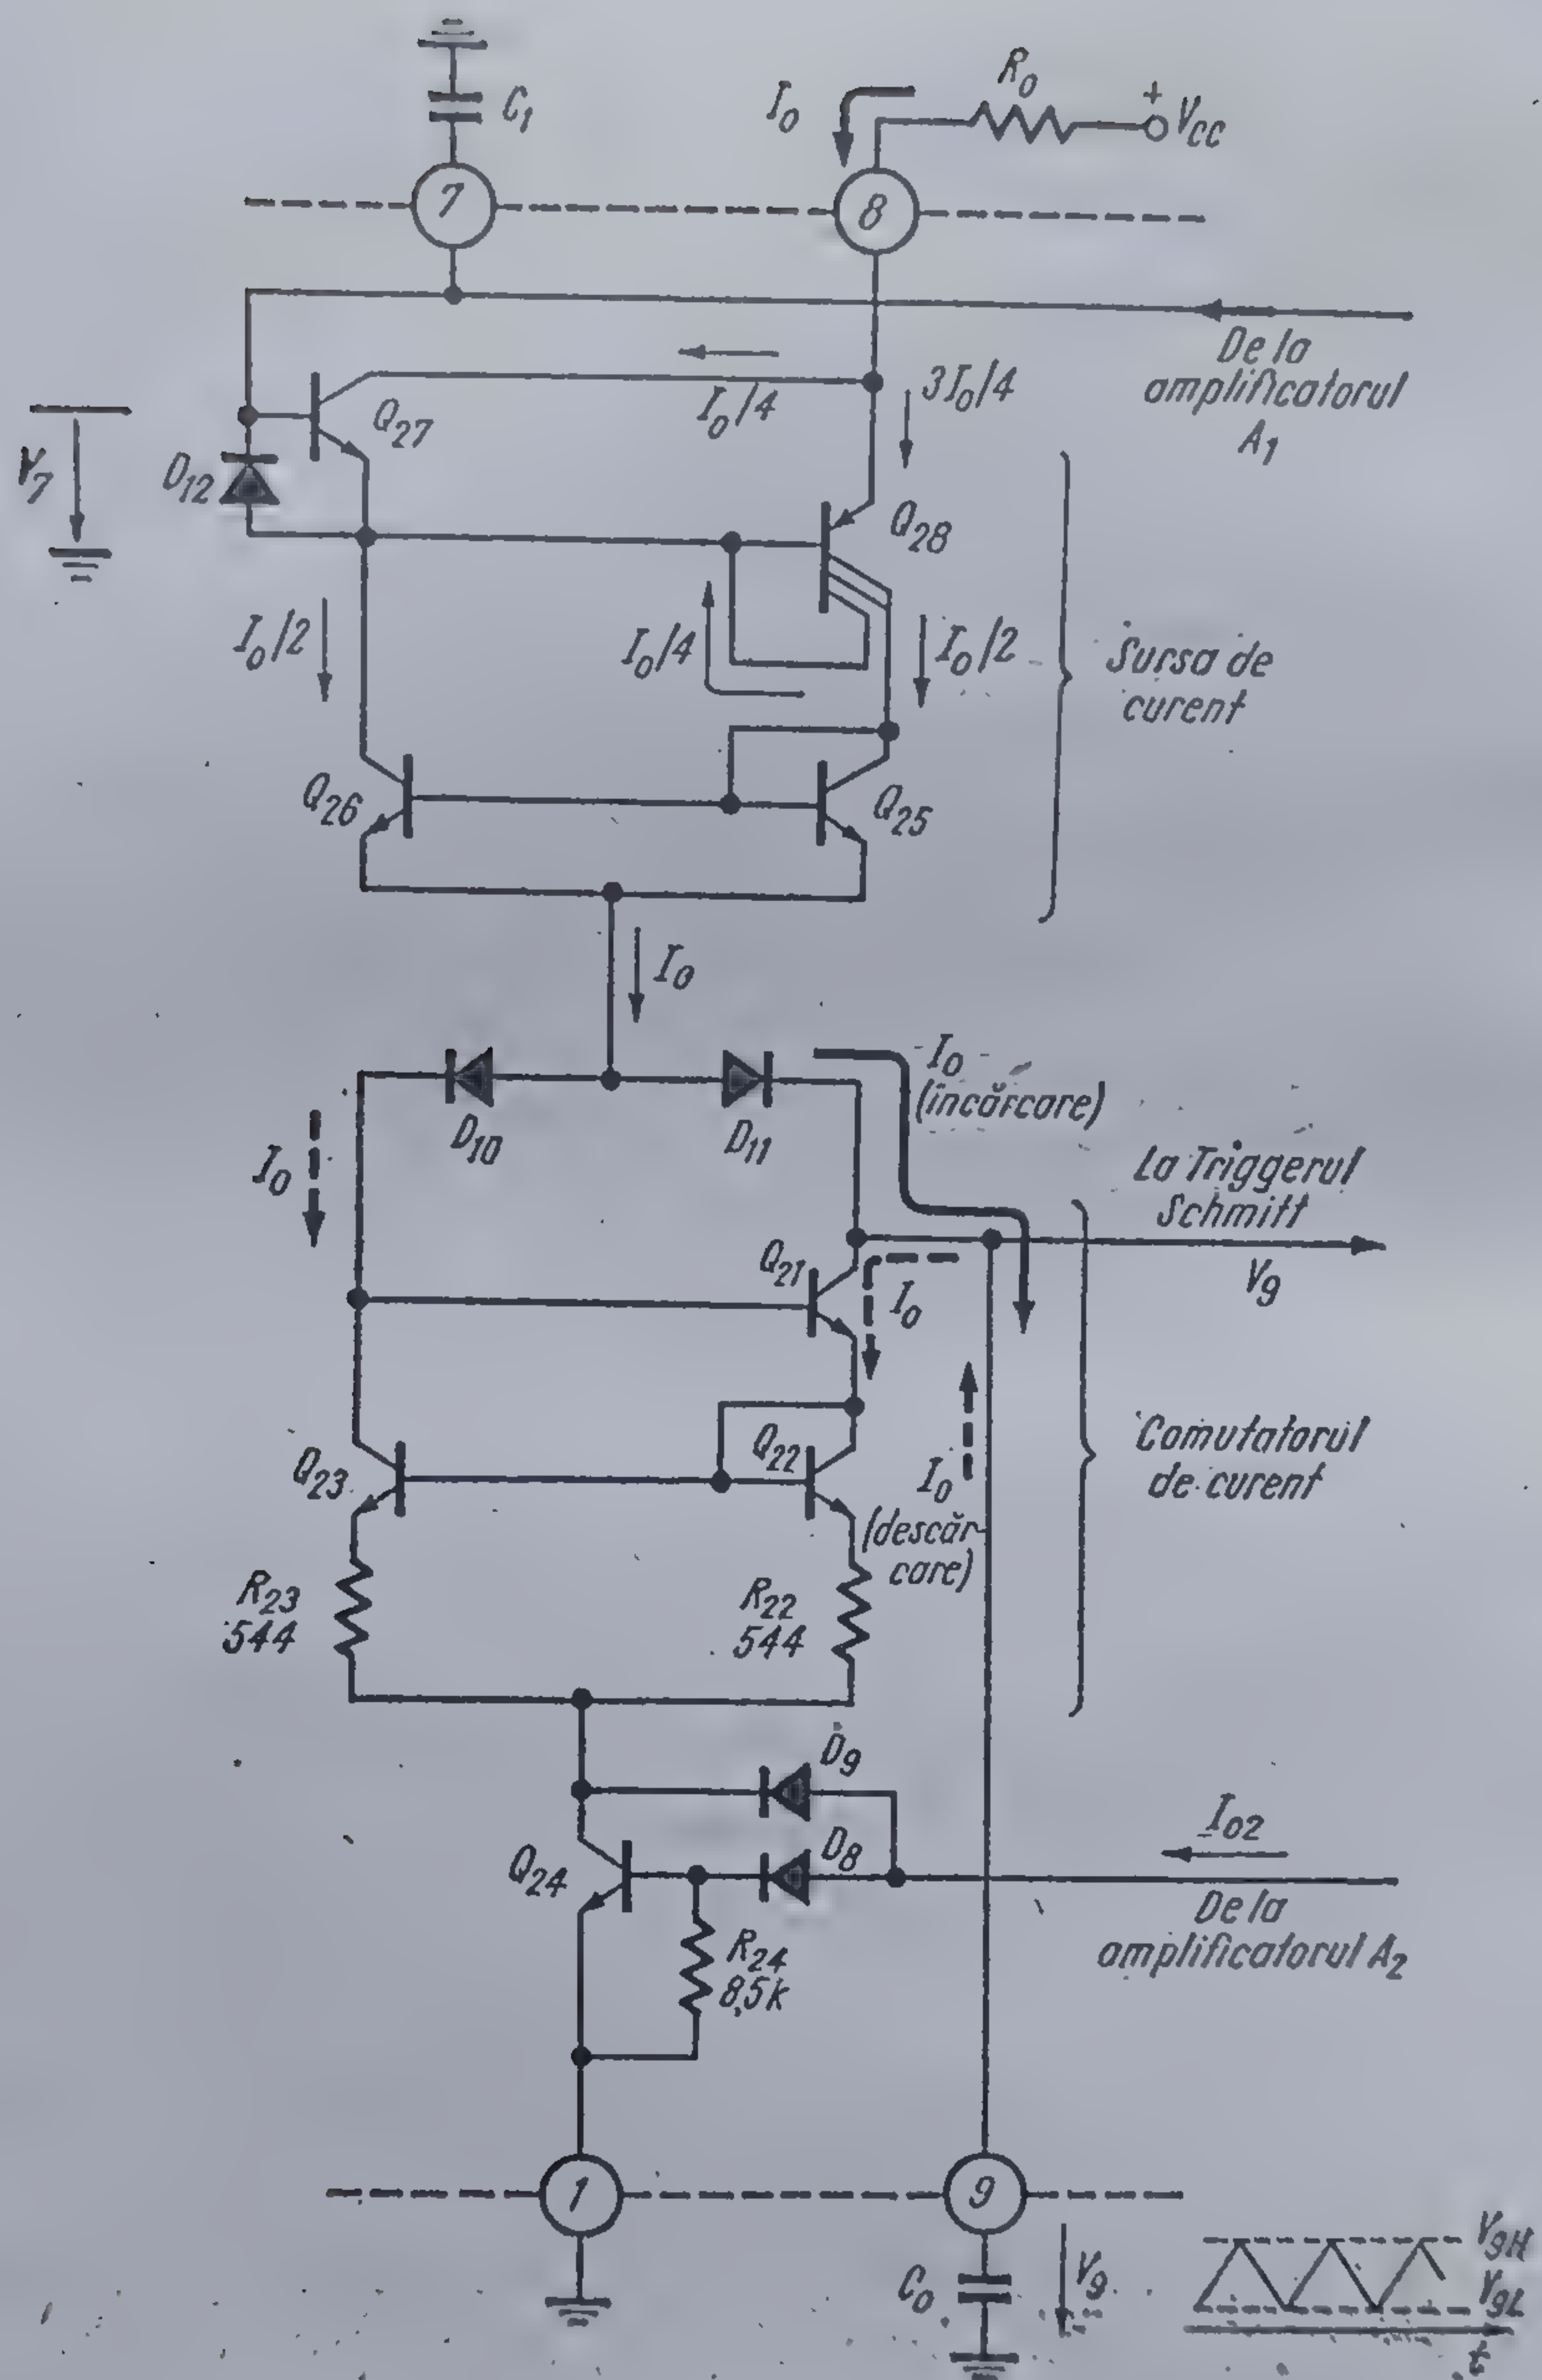 C₁
I₀
R₀
+
V_CC
7
8
De la
amplificatorul
A₁
I₀/4
3I₀/4
V₇
Q₂₇
D₁₂
Q₂₈
I₀/2
I₀/4
I₀/2
Sursa de
curent
Q₂₆
Q₂₅
I₀
D₁₀
D₁₁
I₀
(încărcare)
I₀
La Triggerul
Schmitt
V₉
Q₂₁
I₀
Q₂₃
Q₂₂
I₀
(descăr-
care)
Comutatorul
de curent
R₂₃
544
R₂₂
544
D₉
D₈
Q₂₄
I₀₂
De la
amplificatorul A₂
R₂₄
8,5k
1
9
C₀
V₉
V₉H
V₉L
t